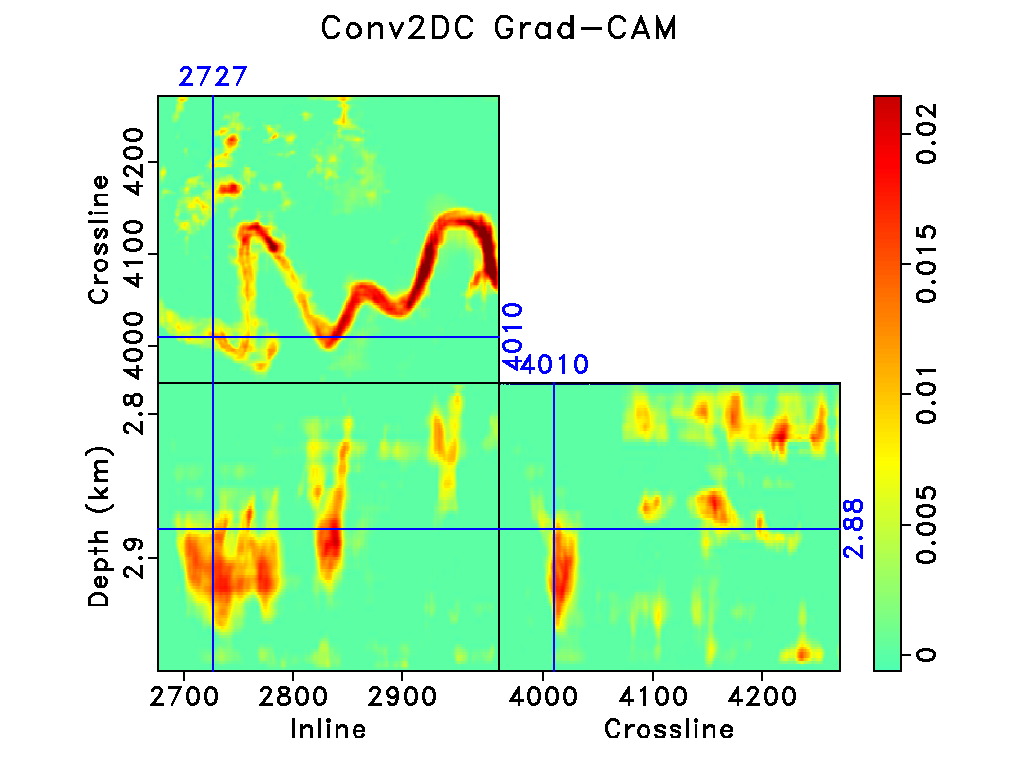 Conv2DC Grad-CAM
2727
4200
4100
4000
Crossline
4010
4010
2.8
2.9
Depth (km)
2.88
2700 2800 2900
Inline
4000 4100 4200
Crossline
0.02
0.015
0.01
0.005
0